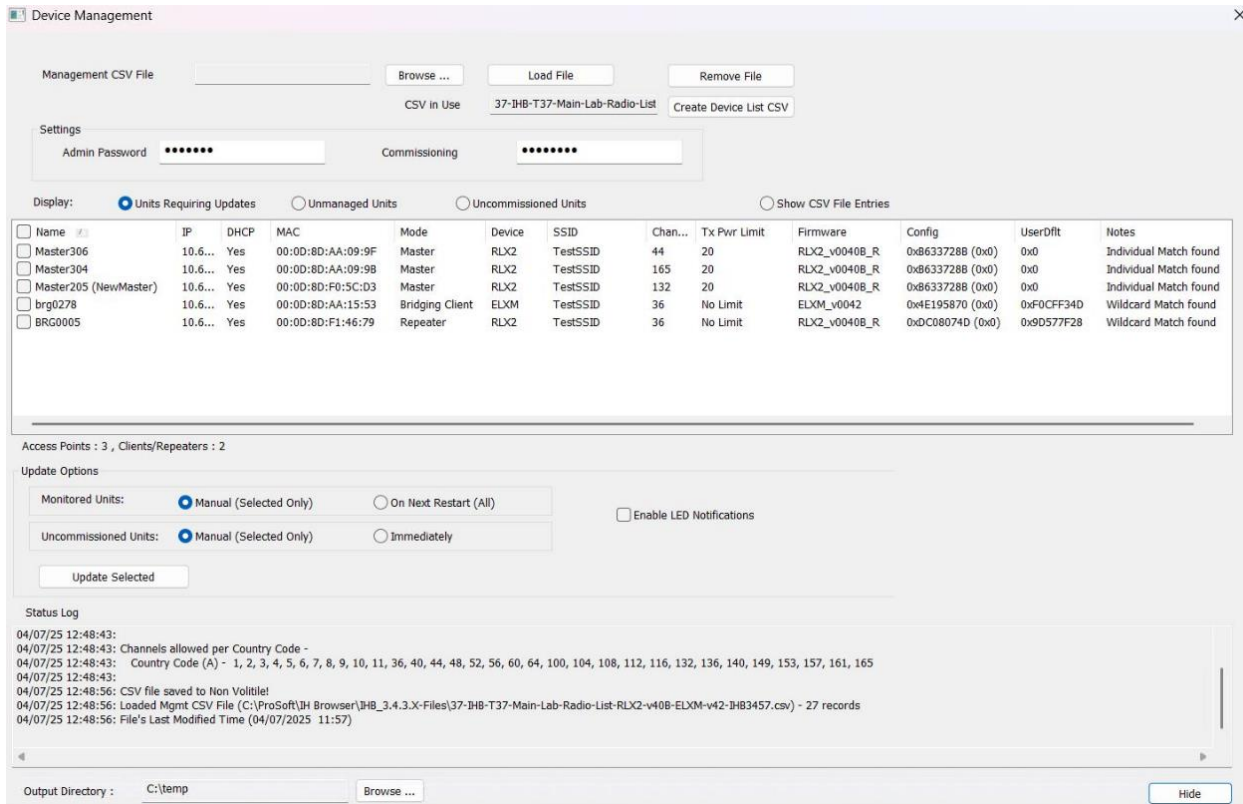 Device Management
Management CSV File Browse ... Load File Remove File
CSV in Use 37-IHB-T37-Main-Lab-Radio-List Create Device List CSV
Settings
Admin Password ••••••• Commissioning ••••••••
Display: Units Requiring Updates Unmanaged Units Uncommissioned Units Show CSV File Entries
Name IP DHCP MAC Mode Device SSID Chan... Tx Pwr Limit Firmware Config UserDflt Notes
Master306 10.6... Yes 00:0D:8D:AA:09:9F Master RLX2 TestSSID 44 20 RLX2_v0040B_R 0xB633728B (0x0) 0x0 Individual Match found
Master304 10.6... Yes 00:0D:8D:AA:09:9B Master RLX2 TestSSID 165 20 RLX2_v0040B_R 0xB633728B (0x0) 0x0 Individual Match found
Master205 (NewMaster) 10.6... Yes 00:0D:8D:F0:5C:D3 Master RLX2 TestSSID 132 20 RLX2_v0040B_R 0xB633728B (0x0) 0x0 Individual Match found
brg0278 10.6... Yes 00:0D:8D:AA:15:53 Bridging Client ELXM TestSSID 36 No Limit ELXM_v0042 0x4E195870 (0x0) 0xF0CFF34D Wildcard Match found
BRG0005 10.6... Yes 00:0D:8D:F1:46:79 Repeater RLX2 TestSSID 36 No Limit RLX2_v0040B_R 0xDC08074D (0x0) 0x9D577F28 Wildcard Match found
Access Points : 3 , Clients/Repeaters : 2
Update Options
Monitored Units: Manual (Selected Only) On Next Restart (All)
Enable LED Notifications
Uncommissioned Units: Manual (Selected Only) Immediately
Update Selected
Status Log
04/07/25 12:48:43:
04/07/25 12:48:43: Channels allowed per Country Code -
04/07/25 12:48:43: Country Code (A) - 1, 2, 3, 4, 5, 6, 7, 8, 9, 10, 11, 36, 40, 44, 48, 52, 56, 60, 64, 100, 104, 108, 112, 116, 132, 136, 140, 149, 153, 157, 161, 165
04/07/25 12:48:43:
04/07/25 12:48:56: CSV file saved to Non Volitile!
04/07/25 12:48:56: Loaded Mgmt CSV File (C:\ProSoft\IH Browser\IHB_3.4.3.X-Files\37-IHB-T37-Main-Lab-Radio-List-RLX2-v40B-ELXM-v42-IHB3457.csv) - 27 records
04/07/25 12:48:56: File's Last Modified Time (04/07/2025 11:57)
Output Directory : C:\temp Browse ... Hide